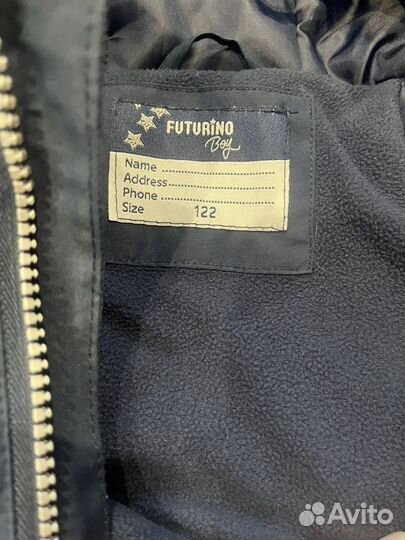 FUTURINO
Boy
Name ..............................
Address..........................
Phone ............................
Size 122
Avito